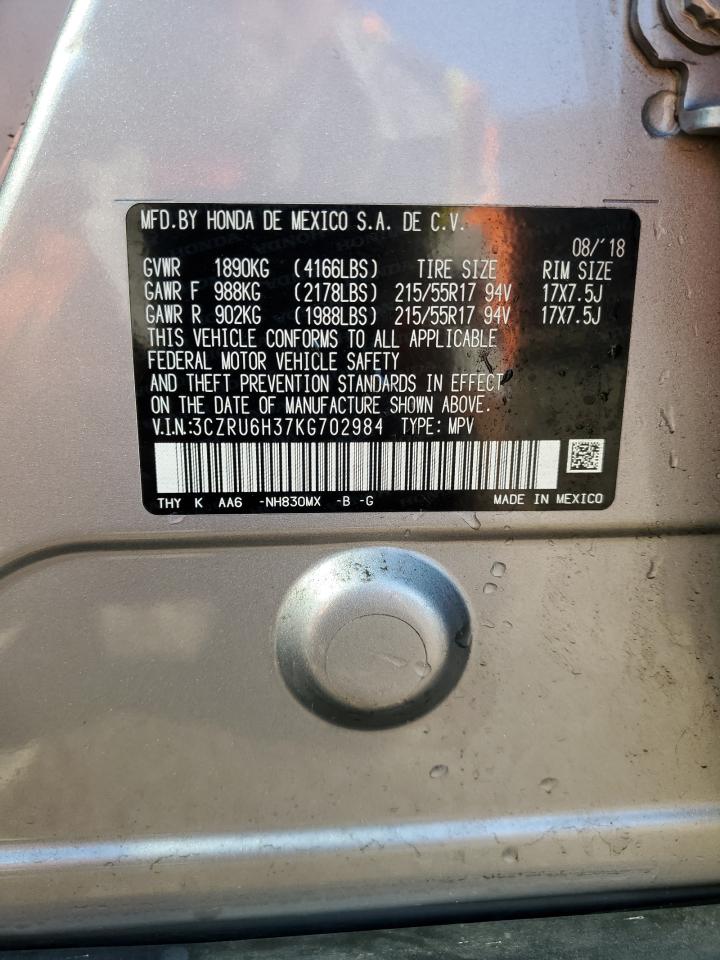 MFD.BY HONDA DE MEXICO S.A. DE C.V.
08/'18
GVWR 1890KG (4166LBS) TIRE SIZE RIM SIZE
GAWR F 988KG (2178LBS) 215/55R17 94V 17X7.5J
GAWR R 902KG (1988LBS) 215/55R17 94V 17X7.5J
THIS VEHICLE CONFORMS TO ALL APPLICABLE
FEDERAL MOTOR VEHICLE SAFETY
AND THEFT PREVENTION STANDARDS IN EFFECT
ON THE DATE OF MANUFACTURE SHOWN ABOVE.
V.I.N.:3CZRU6H37KG702984 TYPE: MPV
THY K AA6 -NH830MX -B -G MADE IN MEXICO